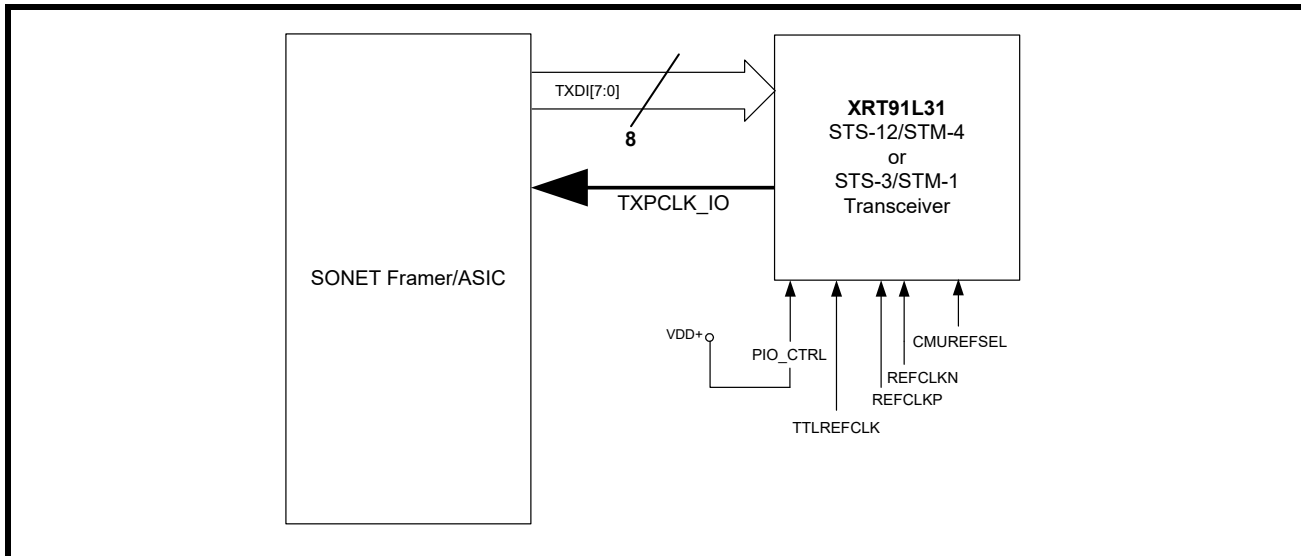 TXDI[7:0]
8
TXPCLK_IO
SONET Framer/ASIC
XRT91L31
STS-12/STM-4
or
STS-3/STM-1
Transceiver
VDD+
PIO_CTRL
TTLREFCLK
REFCLKP
REFCLKN
CMUREFSEL